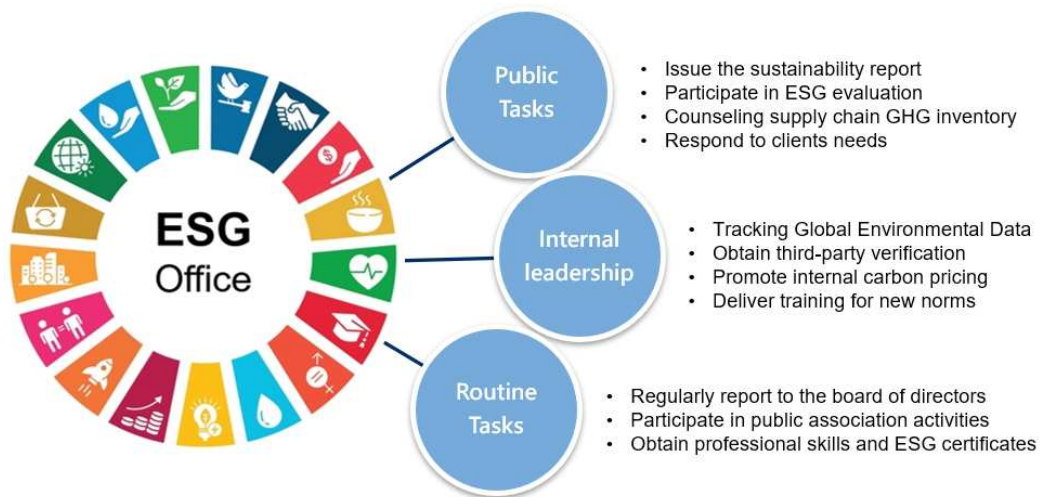 ESG
Office
Public
Tasks
• Issue the sustainability report
• Participate in ESG evaluation
• Counseling supply chain GHG inventory
• Respond to clients needs
Internal
leadership
• Tracking Global Environmental Data
• Obtain third-party verification
• Promote internal carbon pricing
• Deliver training for new norms
Routine
Tasks
• Regularly report to the board of directors
• Participate in public association activities
• Obtain professional skills and ESG certificates